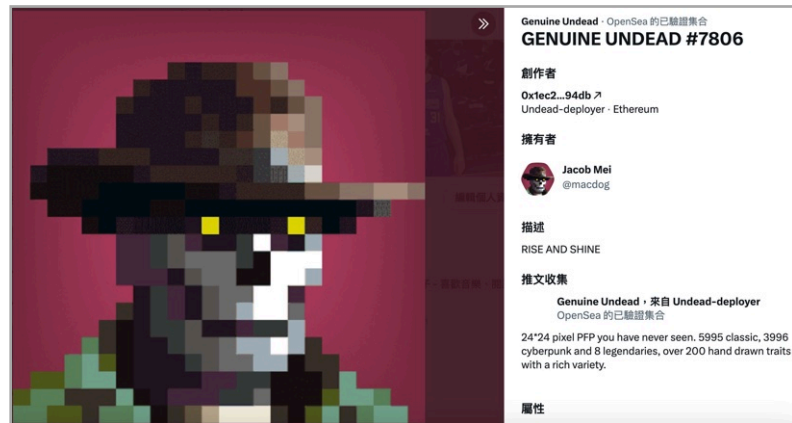 Genuine Undead · OpenSea 的已驗證集合
GENUINE UNDEAD #7806
創作者
0x1ec2...94db ↗
Undead-deployer · Ethereum
擁有者
Jacob Mei
@macdog
描述
RISE AND SHINE
推文收集
Genuine Undead，來自 Undead-deployer
OpenSea 的已驗證集合
24*24 pixel PFP you have never seen. 5995 classic, 3996
cyberpunk and 8 legendaries, over 200 hand drawn traits
with a rich variety.
屬性